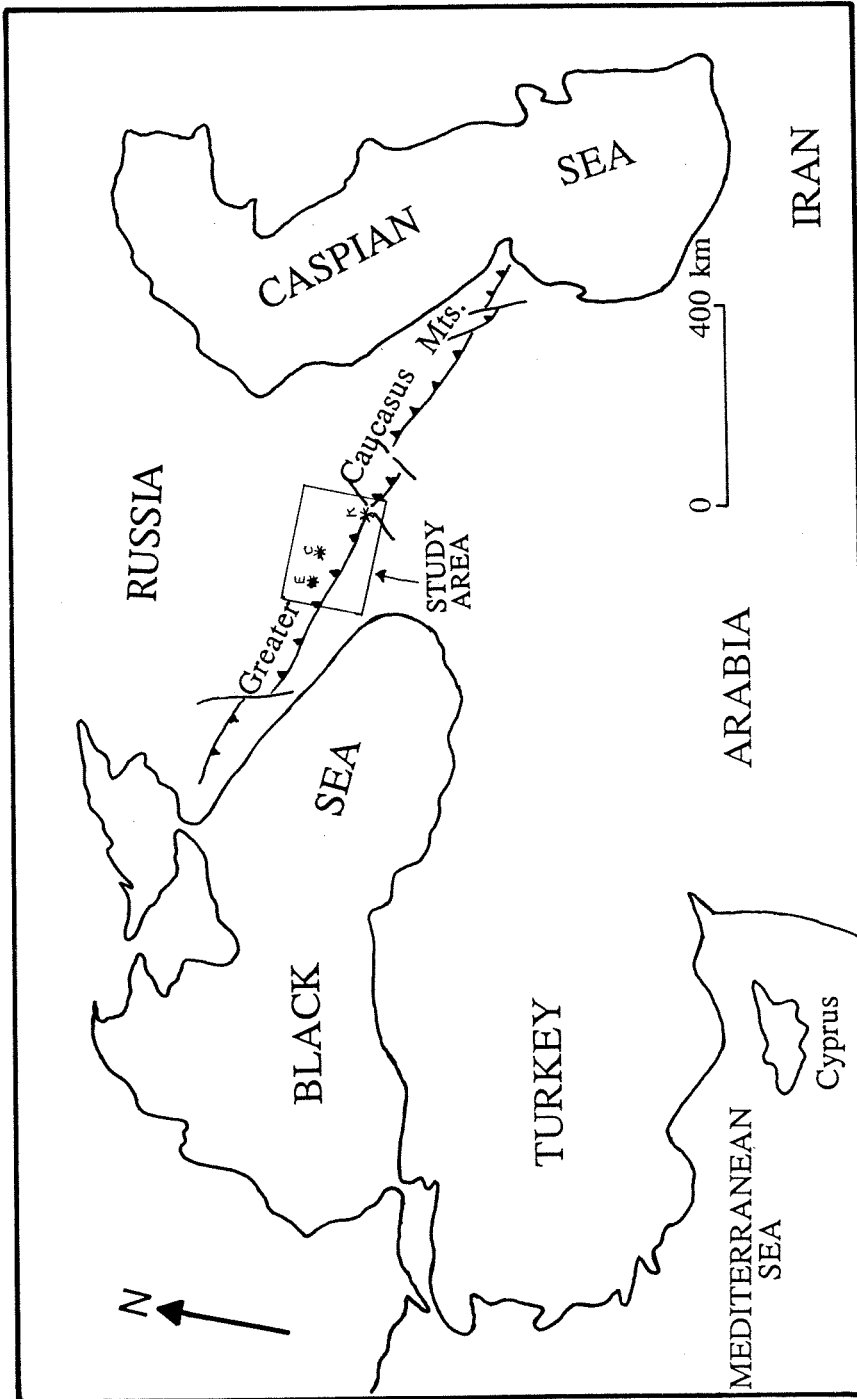 N
RUSSIA
CASPIAN
SEA
Greater
Caucasus
Mts.
E
C
K
STUDY
AREA
BLACK
SEA
TURKEY
ARABIA
IRAN
0
400 km
MEDITERRANEAN
SEA
Cyprus